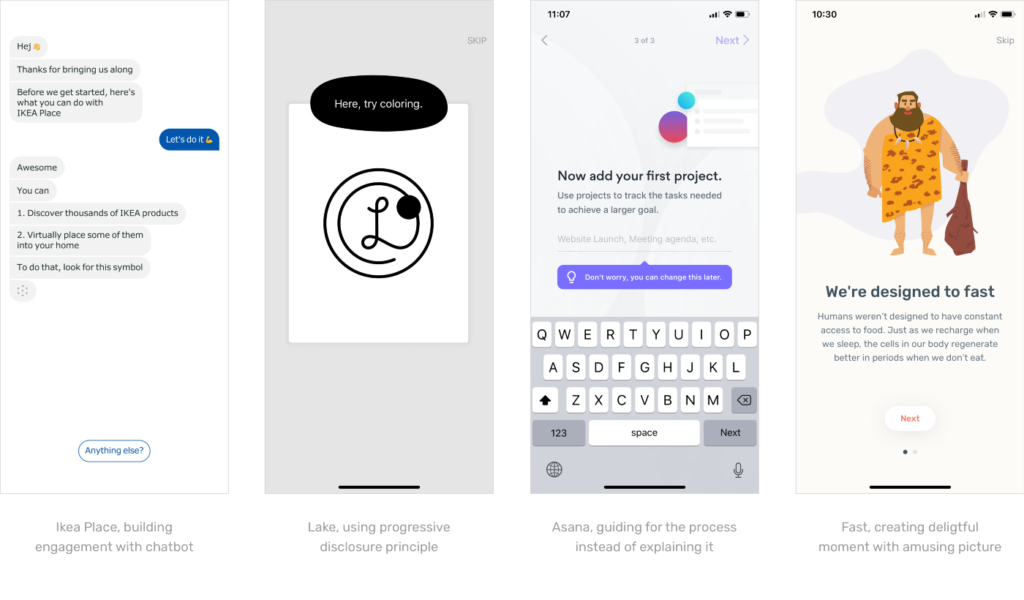 Hej 👋
Thanks for bringing us along
Before we get started, here's
what you can do with
IKEA Place
Let's do it 💪
Awesome
You can
1. Discover thousands of IKEA products
2. Virtually place some of them
into your home
To do that, look for this symbol
Anything else?
Ikea Place, building
engagement with chatbot
SKIP
Here, try coloring.
L
Lake, using progressive
disclosure principle
11:07
3 of 3
Next
Now add your first project.
Use projects to track the tasks needed
to achieve a larger goal.
Website Launch, Meeting agenda, etc.
Don't worry, you can change this later.
Q W E R T Y U I O P
A S D F G H J K L
Z X C V B N M
123 space Next
Asana, guiding for the process
instead of explaining it
10:30
Skip
We're designed to fast
Humans weren't designed to have constant
access to food. Just as we recharge when
we sleep, the cells in our body regenerate
better in periods when we don't eat.
Next
Fast, creating deligtful
moment with amusing picture